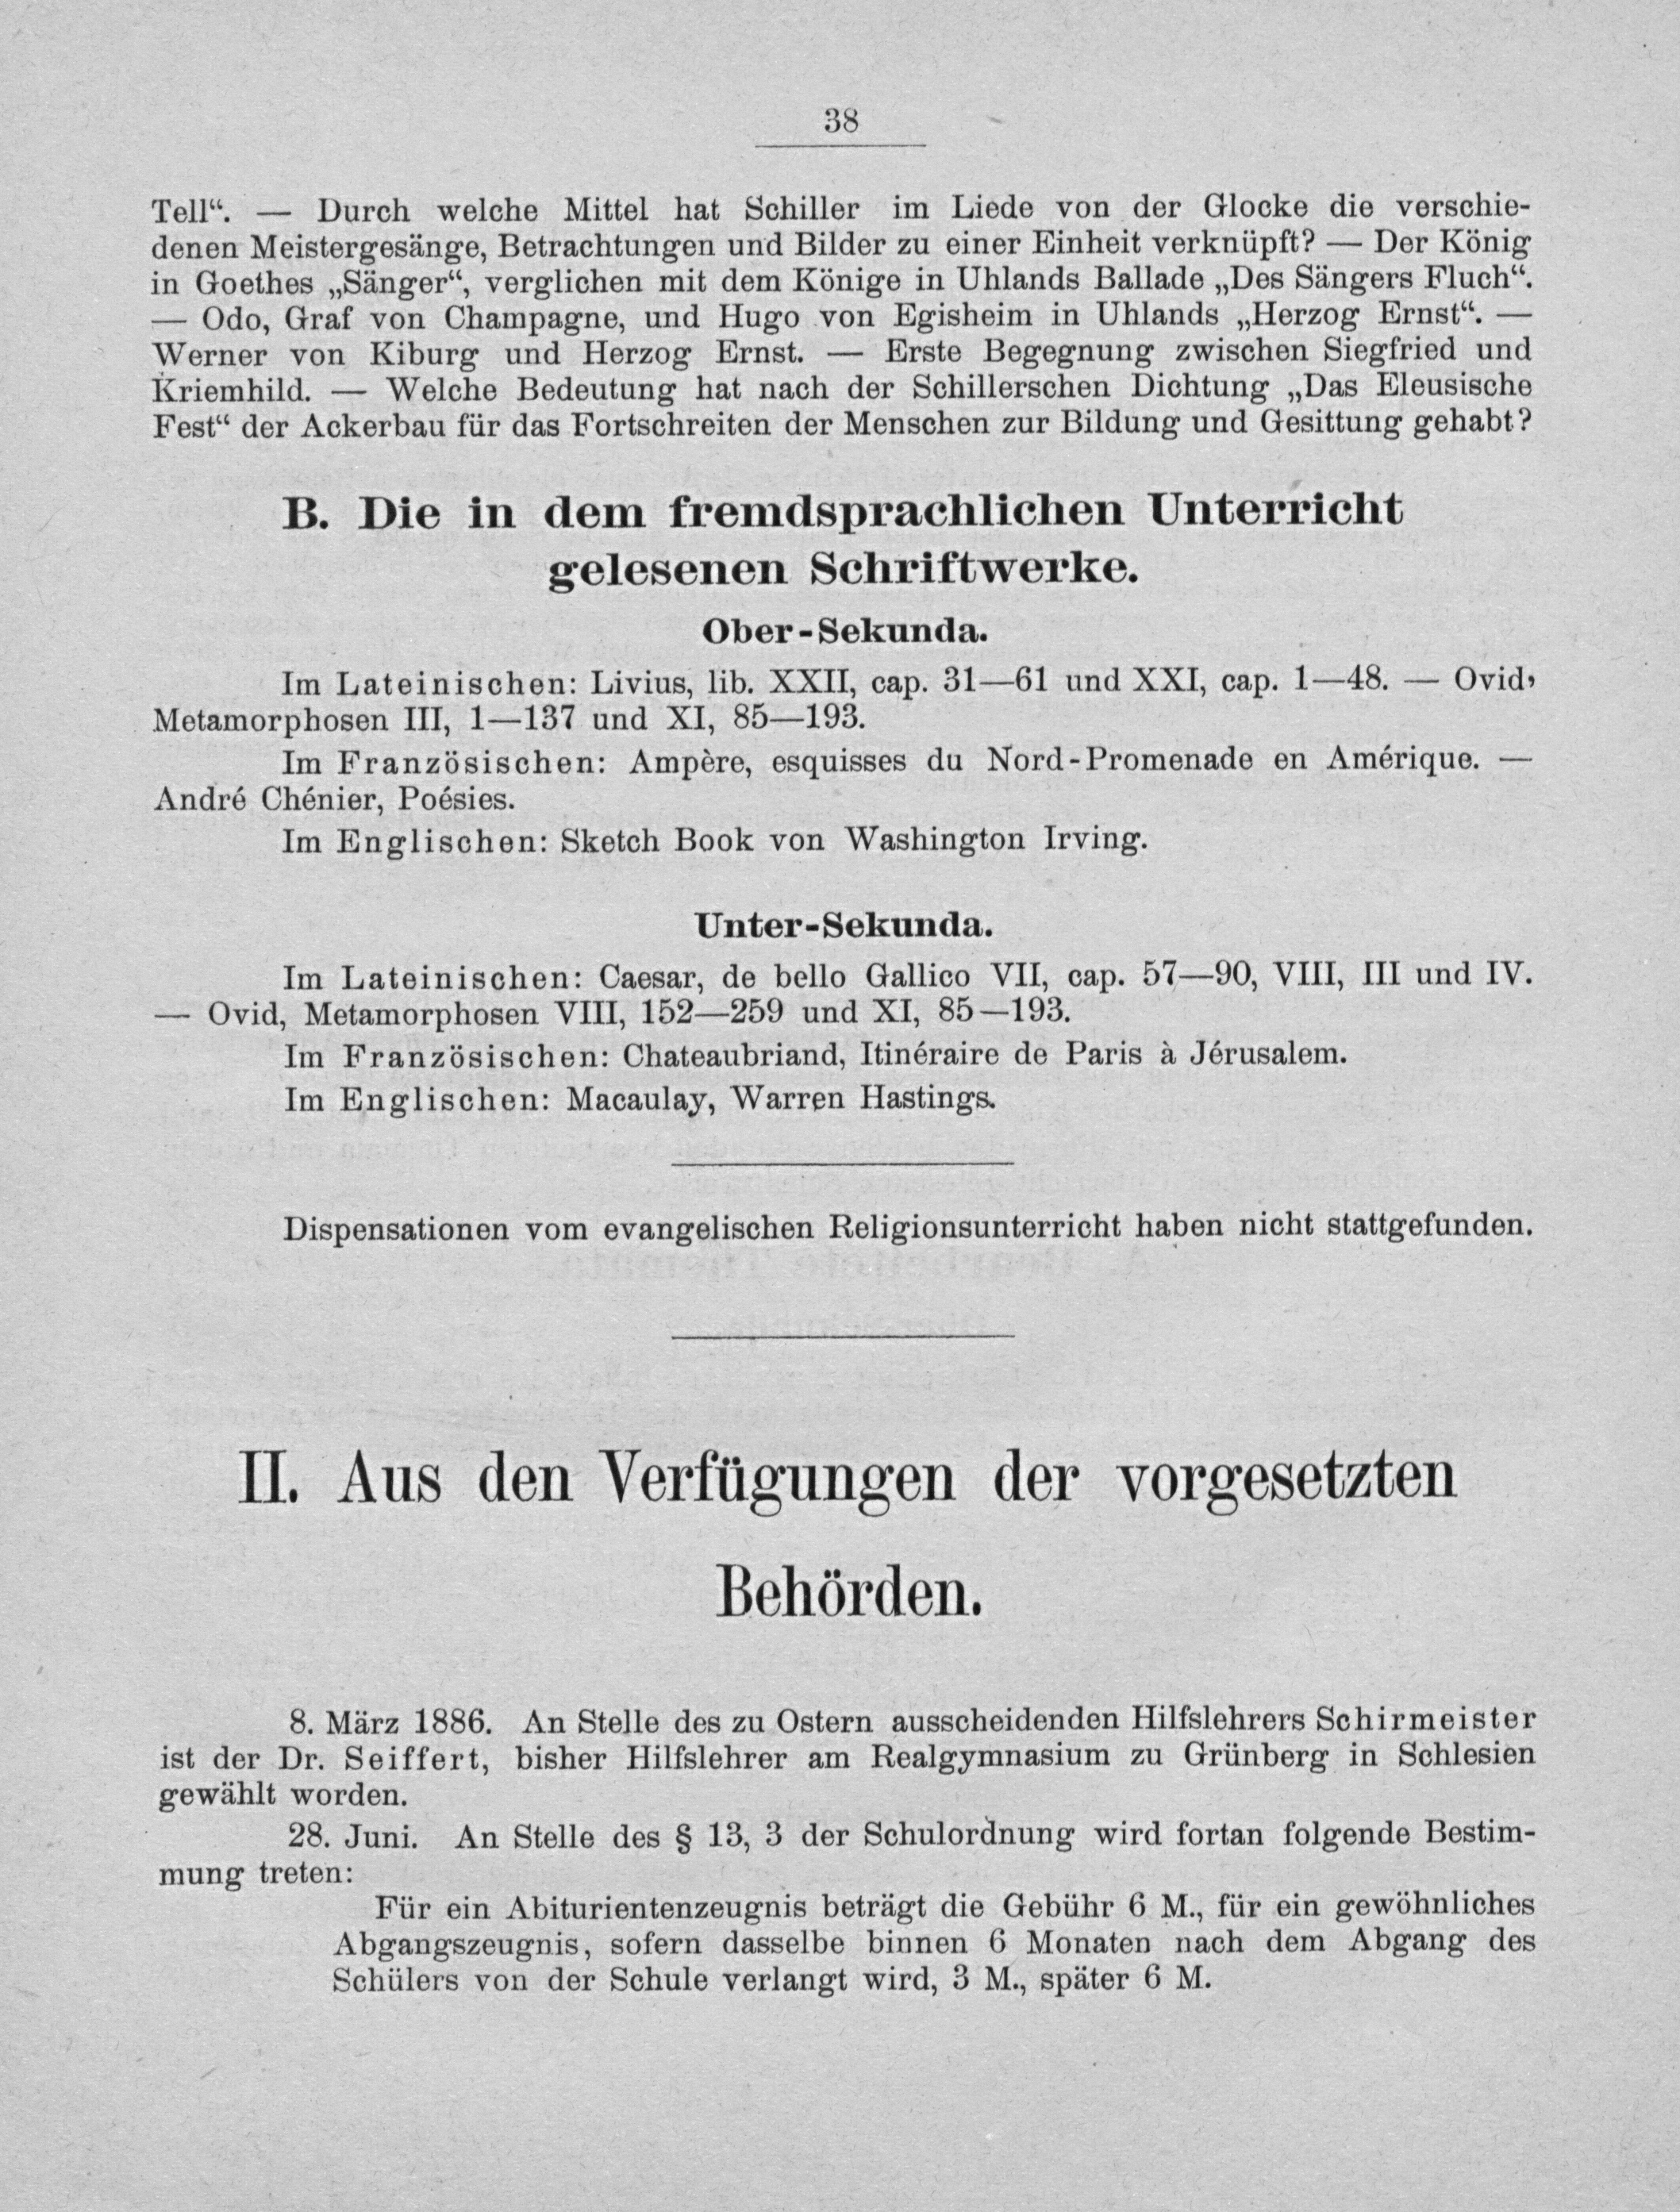 38
Tell“. — Durch welche Mittel hat Schiller im Liede von der Glocke die verschie-
denen Meistergesänge, Betrachtungen und Bilder zu einer Einheit verknüpft? — Der König
in Goethes „Sänger“, verglichen mit dem Könige in Uhlands Ballade „Des Sängers Fluch“.
— Odo, Graf von Champagne, und Hugo von Egisheim in Uhlands „Herzog Ernst“. —
Werner von Kiburg und Herzog Ernst. — Erste Begegnung zwischen Siegfried und
Kriemhild. — Welche Bedeutung hat nach der Schillerschen Dichtung „Das Eleusische
Fest“ der Ackerbau für das Fortschreiten der Menschen zur Bildung und Gesittung gehabt?
B. Die in dem fremdsprachlichen Unterricht
gelesenen Schriftwerke.
Ober-Sekunda.
Im Lateinischen: Livius, lib. XXII, cap. 31—61 und XXI, cap. 1—48. — Ovid,
Metamorphosen III, 1—137 und XI, 85—193.
Im Französischen: Ampère, esquisses du Nord-Promenade en Amérique. —
André Chénier, Poésies.
Im Englischen: Sketch Book von Washington Irving.
Unter-Sekunda.
Im Lateinischen: Caesar, de bello Gallico VII, cap. 57—90, VIII, III und IV.
— Ovid, Metamorphosen VIII, 152—259 und XI, 85—193.
Im Französischen: Chateaubriand, Itinéraire de Paris à Jérusalem.
Im Englischen: Macaulay, Warren Hastings.
Dispensationen vom evangelischen Religionsunterricht haben nicht stattgefunden.
II. Aus den Verfügungen der vorgesetzten
Behörden.
8. März 1886. An Stelle des zu Ostern ausscheidenden Hilfslehrers Schirmeister
ist der Dr. Seiffert, bisher Hilfslehrer am Realgymnasium zu Grünberg in Schlesien
gewählt worden.
28. Juni. An Stelle des § 13, 3 der Schulordnung wird fortan folgende Bestim-
mung treten:
Für ein Abiturientenzeugnis beträgt die Gebühr 6 M., für ein gewöhnliches
Abgangszeugnis, sofern dasselbe binnen 6 Monaten nach dem Abgang des
Schülers von der Schule verlangt wird, 3 M., später 6 M.